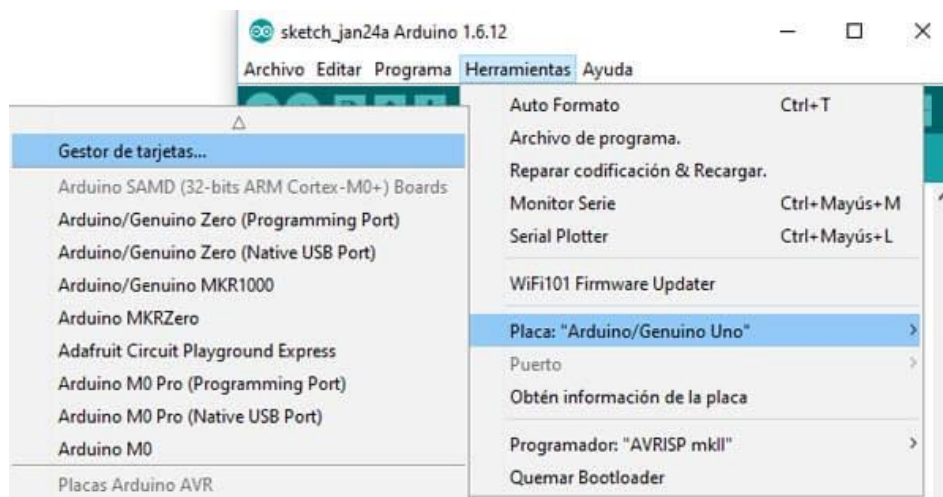 sketch_jan24a Arduino 1.6.12
Archivo Editar Programa Herramientas Ayuda
Gestor de tarjetas...
Arduino SAMD (32-bits ARM Cortex-M0+) Boards
Arduino/Genuino Zero (Programming Port)
Arduino/Genuino Zero (Native USB Port)
Arduino/Genuino MKR1000
Arduino MKRZero
Adafruit Circuit Playground Express
Arduino M0 Pro (Programming Port)
Arduino M0 Pro (Native USB Port)
Arduino M0
Placas Arduino AVR
Auto Formato Ctrl+T
Archivo de programa.
Reparar codificación & Recargar.
Monitor Serie Ctrl+Mayús+M
Serial Plotter Ctrl+Mayús+L
WiFi101 Firmware Updater
Placa: "Arduino/Genuino Uno"
Puerto
Obtén información de la placa
Programador: "AVRISP mkII"
Quemar Bootloader